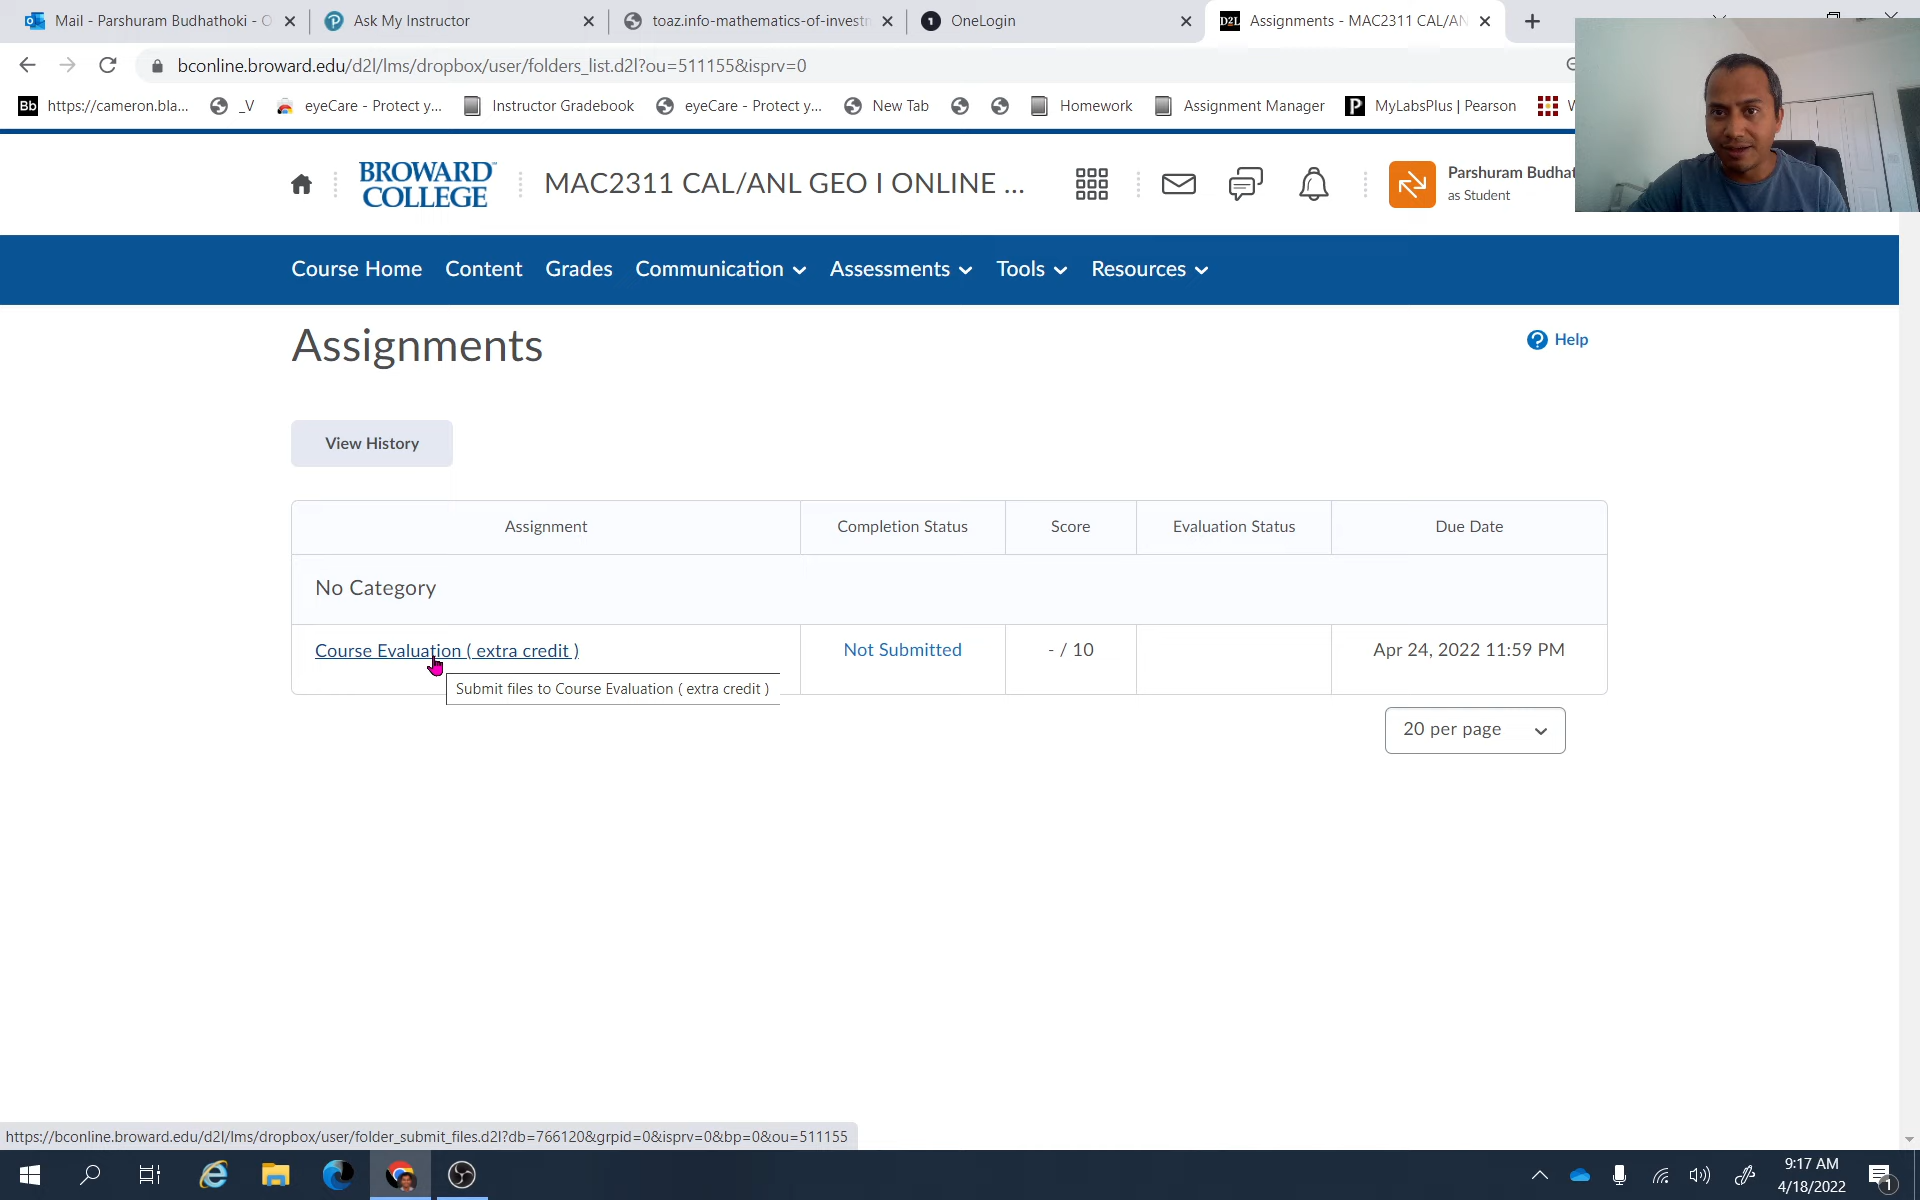 Mail - Parshuram Budhathoki - O
Ask My Instructor
toaz.info-mathematics-of-investm
OneLogin
D2L Assignments - MAC2311 CAL/AN
bconline.broward.edu/d2l/lms/dropbox/user/folders_list.d2l?ou=511155&isprv=0
Bb https://cameron.bla...
_V
eyeCare - Protect y...
Instructor Gradebook
eyeCare - Protect y...
New Tab
Homework
Assignment Manager
MyLabsPlus | Pearson
BROWARD
COLLEGE
MAC2311 CAL/ANL GEO I ONLINE ...
Parshuram Budhat
as Student
Course Home Content Grades Communication Assessments Tools Resources
Assignments
Help
View History
Assignment Completion Status Score Evaluation Status Due Date
No Category
Course Evaluation ( extra credit ) Not Submitted - / 10 Apr 24, 2022 11:59 PM
Submit files to Course Evaluation ( extra credit )
20 per page
https://bconline.broward.edu/d2l/lms/dropbox/user/folder_submit_files.d2l?db=766120&grpid=0&isprv=0&bp=0&ou=511155
9:17 AM
4/18/2022
1